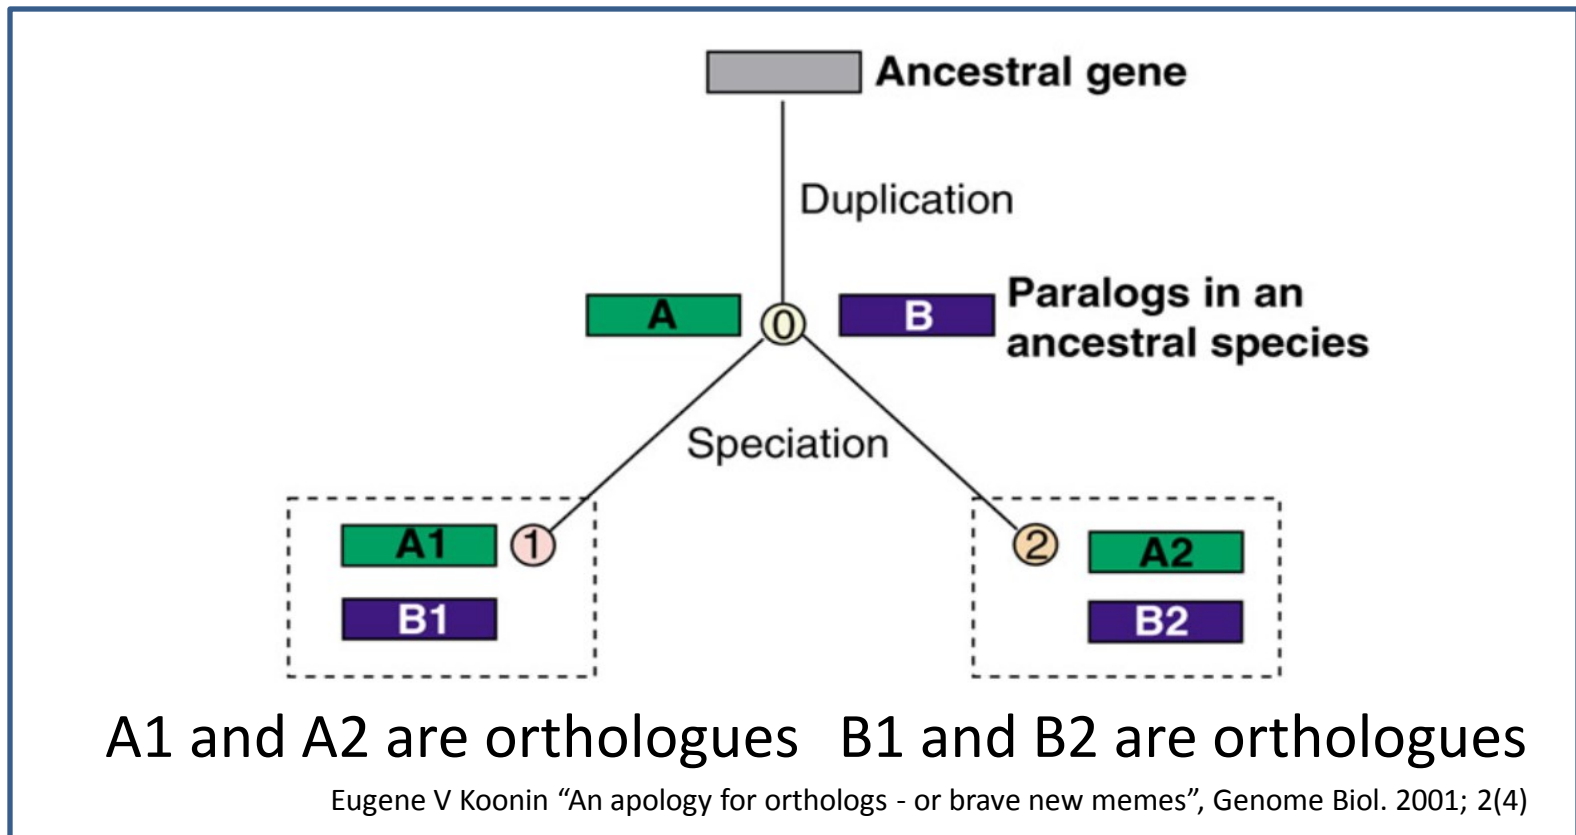 Ancestral gene
Duplication
A
0
B
Paralogs in an
ancestral species
Speciation
A1
1
B1
2
A2
B2
A1 and A2 are orthologues B1 and B2 are orthologues
Eugene V Koonin “An apology for orthologs - or brave new memes”, Genome Biol. 2001; 2(4)